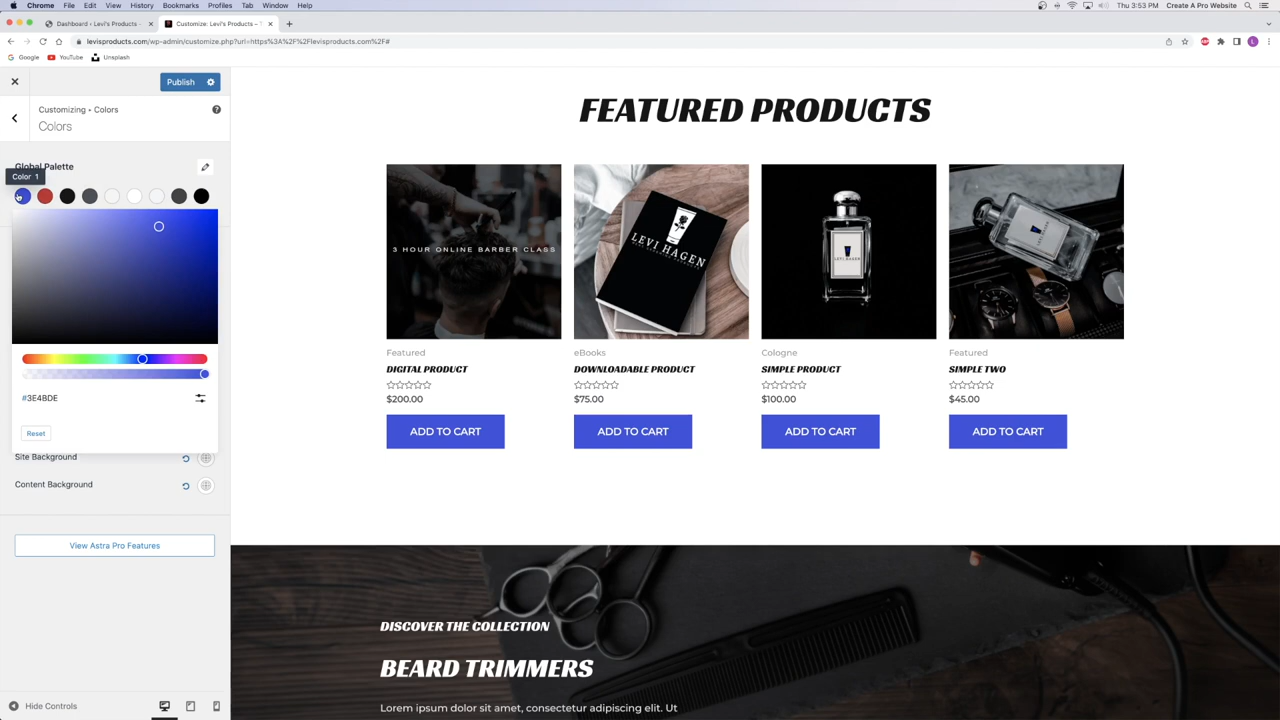 Chrome File Edit View History Bookmarks Profiles Tab Window Help
Thu 3:53 PM Create A Pro Website
Dashboard ‹ Levi's Products -
Customize: Levi's Products – T
levisproducts.com/wp-admin/customize.php?url=https%3A%2F%2Flevisproducts.com%2F#
Google YouTube Unsplash
Publish
Customizing • Colors
Colors
Global Palette
Color 1
#3E4BDE
Reset
Site Background
Content Background
View Astra Pro Features
Hide Controls
FEATURED PRODUCTS
3 HOUR ONLINE BARBER CLASS
LEVI HAGEN
LEVI HAGEN
Featured
DIGITAL PRODUCT
$200.00
ADD TO CART
eBooks
DOWNLOADABLE PRODUCT
$75.00
ADD TO CART
Cologne
SIMPLE PRODUCT
$100.00
ADD TO CART
Featured
SIMPLE TWO
$45.00
ADD TO CART
DISCOVER THE COLLECTION
BEARD TRIMMERS
Lorem ipsum dolor sit amet, consectetur adipiscing elit. Ut